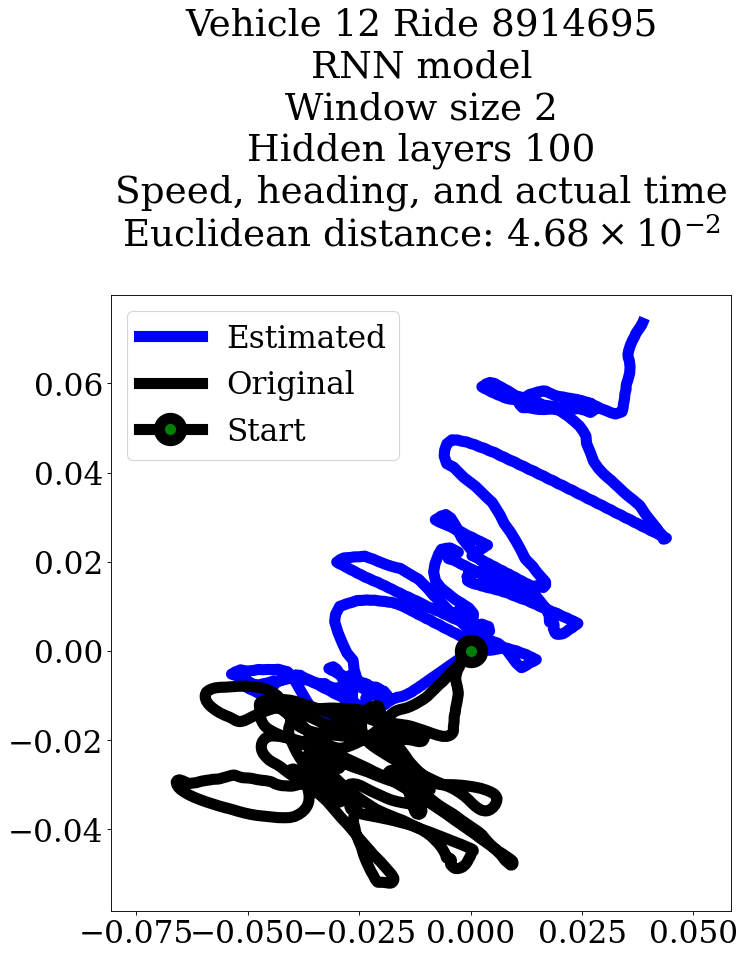 Vehicle 12 Ride 8914695
RNN model
Window size 2
Hidden layers 100
Speed, heading, and actual time
Euclidean distance: 4.68 × 10⁻²
Estimated
Original
Start
0.06
0.04
0.02
0.00
−0.02
−0.04
−0.075 −0.050 −0.025 0.000 0.025 0.050